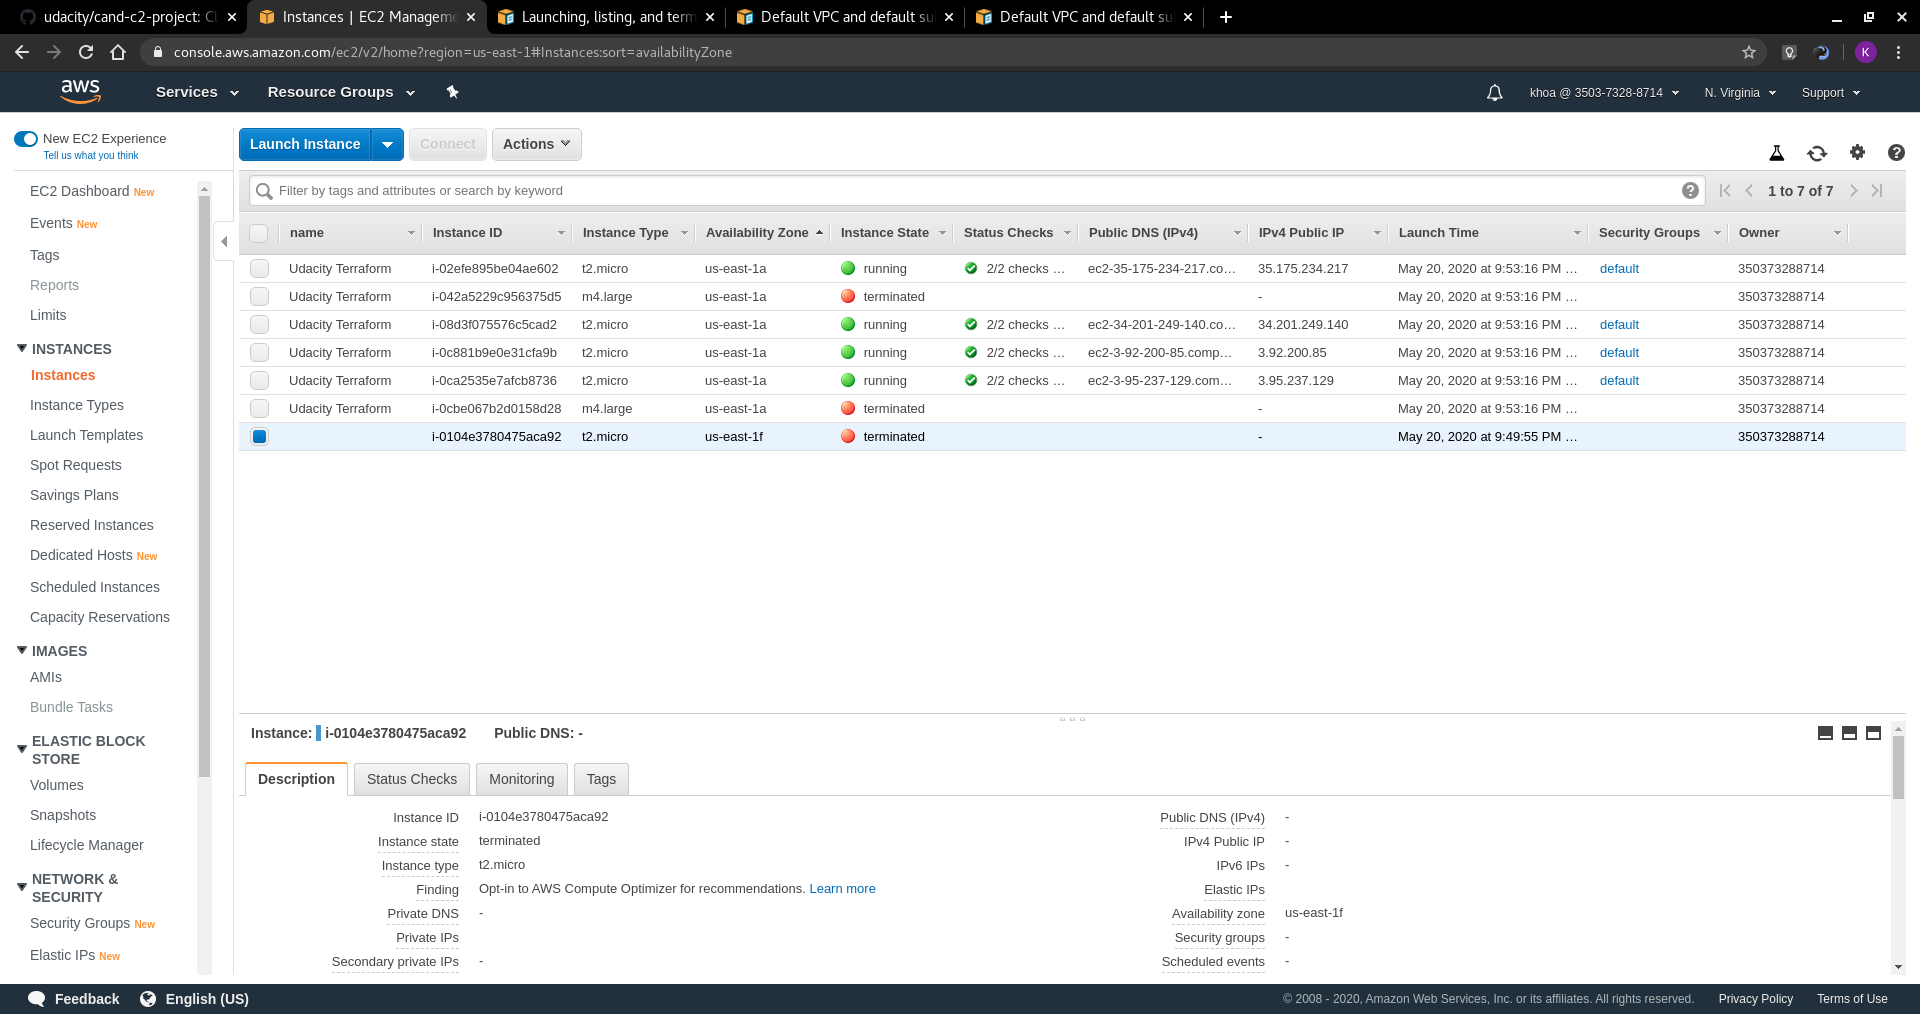 udacity/cand-c2-project: Cl
Instances | EC2 Manageme
Launching, listing, and term
Default VPC and default su
Default VPC and default su
console.aws.amazon.com/ec2/v2/home?region=us-east-1#Instances:sort=availabilityZone
K
aws
Services
Resource Groups
khoa @ 3503-7328-8714
N. Virginia
Support
New EC2 Experience
Tell us what you think
Launch Instance
Connect
Actions
Filter by tags and attributes or search by keyword
1 to 7 of 7
EC2 Dashboard New
Events New
Tags
Reports
Limits
INSTANCES
Instances
Instance Types
Launch Templates
Spot Requests
Savings Plans
Reserved Instances
Dedicated Hosts New
Scheduled Instances
Capacity Reservations
IMAGES
AMIs
Bundle Tasks
ELASTIC BLOCK
STORE
Volumes
Snapshots
Lifecycle Manager
NETWORK &
SECURITY
Security Groups New
Elastic IPs New
name Instance ID Instance Type Availability Zone Instance State Status Checks Public DNS (IPv4) IPv4 Public IP Launch Time Security Groups Owner
Udacity Terraform i-02efe895be04ae602 t2.micro us-east-1a running 2/2 checks … ec2-35-175-234-217.co… 35.175.234.217 May 20, 2020 at 9:53:16 PM … default 350373288714
Udacity Terraform i-042a5229c956375d5 m4.large us-east-1a terminated - May 20, 2020 at 9:53:16 PM … 350373288714
Udacity Terraform i-08d3f075576c5cad2 t2.micro us-east-1a running 2/2 checks … ec2-34-201-249-140.co… 34.201.249.140 May 20, 2020 at 9:53:16 PM … default 350373288714
Udacity Terraform i-0c881b9e0e31cfa9b t2.micro us-east-1a running 2/2 checks … ec2-3-92-200-85.comp… 3.92.200.85 May 20, 2020 at 9:53:16 PM … default 350373288714
Udacity Terraform i-0ca2535e7afcb8736 t2.micro us-east-1a running 2/2 checks … ec2-3-95-237-129.com… 3.95.237.129 May 20, 2020 at 9:53:16 PM … default 350373288714
Udacity Terraform i-0cbe067b2d0158d28 m4.large us-east-1a terminated - May 20, 2020 at 9:53:16 PM … 350373288714
i-0104e3780475aca92 t2.micro us-east-1f terminated - May 20, 2020 at 9:49:55 PM … 350373288714
Instance: i-0104e3780475aca92 Public DNS: -
Description Status Checks Monitoring Tags
Instance ID i-0104e3780475aca92 Public DNS (IPv4) -
Instance state terminated IPv4 Public IP -
Instance type t2.micro IPv6 IPs -
Finding Opt-in to AWS Compute Optimizer for recommendations. Learn more Elastic IPs
Private DNS - Availability zone us-east-1f
Private IPs Security groups -
Secondary private IPs - Scheduled events -
Feedback English (US) © 2008 - 2020, Amazon Web Services, Inc. or its affiliates. All rights reserved. Privacy Policy Terms of Use